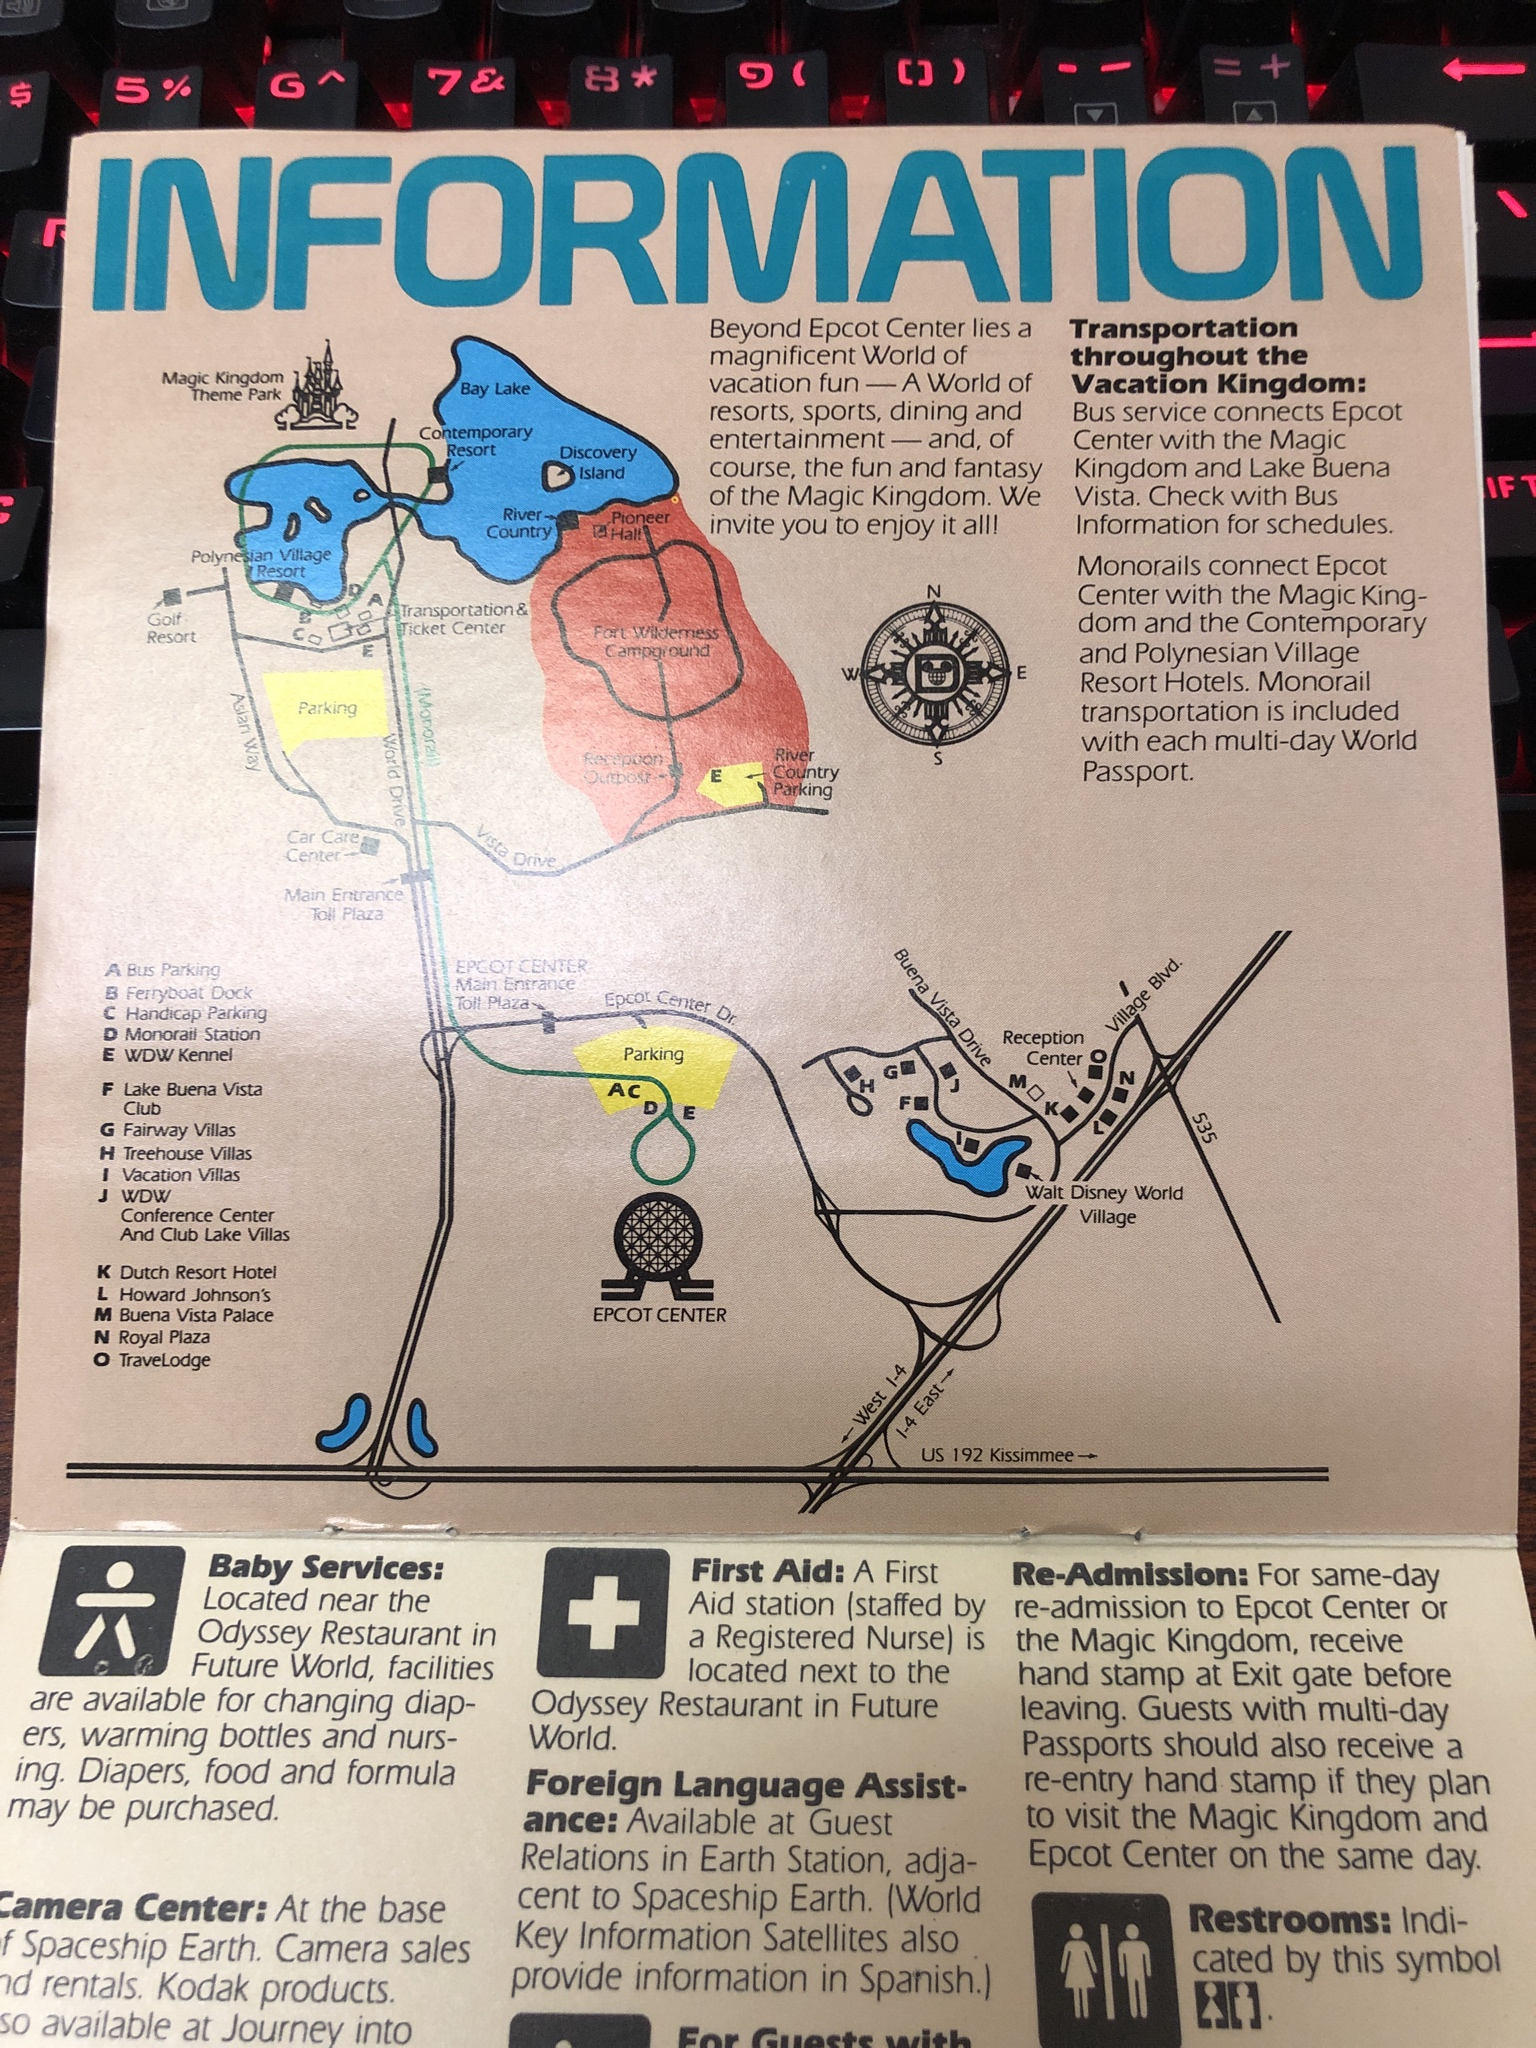 $
5 %
6 ^
7 &
8 *
9 (
0 )
- –
= +
INFORMATION
Magic Kingdom
Theme Park
Bay Lake
Contemporary
Resort
Discovery
Island
River
Country
Pioneer
Hall
Polynesian Village
Resort
Golf
Resort
D
A
B
C
E
Transportation &
Ticket Center
Fort Wilderness
Campground
Parking
Asian Way
World Drive
(Monorail)
Reception
Outpost
E
River
Country
Parking
Car Care
Center
Vista Drive
Main Entrance
Toll Plaza
Beyond Epcot Center lies a
magnificent World of
vacation fun — A World of
resorts, sports, dining and
entertainment — and, of
course, the fun and fantasy
of the Magic Kingdom. We
invite you to enjoy it all!
Transportation
throughout the
Vacation Kingdom:
Bus service connects Epcot
Center with the Magic
Kingdom and Lake Buena
Vista. Check with Bus
Information for schedules.
Monorails connect Epcot
Center with the Magic King-
dom and the Contemporary
and Polynesian Village
Resort Hotels. Monorail
transportation is included
with each multi-day World
Passport.
N
W
E
S
A Bus Parking
B Ferryboat Dock
C Handicap Parking
D Monorail Station
E WDW Kennel
F Lake Buena Vista
Club
G Fairway Villas
H Treehouse Villas
I Vacation Villas
J WDW
Conference Center
And Club Lake Villas
K Dutch Resort Hotel
L Howard Johnson's
M Buena Vista Palace
N Royal Plaza
O TraveLodge
EPCOT CENTER
Main Entrance
Toll Plaza
Epcot Center Dr.
Parking
A C
D E
EPCOT CENTER
Buena Vista Drive
Village Blvd.
Reception
Center
O
M
N
K
L
H
G
J
F
I
535
Walt Disney World
Village
West I-4
I-4 East
US 192 Kissimmee
Baby Services:
Located near the
Odyssey Restaurant in
Future World, facilities
are available for changing diap-
ers, warming bottles and nurs-
ing. Diapers, food and formula
may be purchased.
Camera Center: At the base
of Spaceship Earth. Camera sales
nd rentals. Kodak products.
so available at Journey into
First Aid: A First
Aid station (staffed by
a Registered Nurse) is
located next to the
Odyssey Restaurant in Future
World.
Foreign Language Assist-
ance: Available at Guest
Relations in Earth Station, adja-
cent to Spaceship Earth. (World
Key Information Satellites also
provide information in Spanish.)
For Guests with
Re-Admission: For same-day
re-admission to Epcot Center or
the Magic Kingdom, receive
hand stamp at Exit gate before
leaving. Guests with multi-day
Passports should also receive a
re-entry hand stamp if they plan
to visit the Magic Kingdom and
Epcot Center on the same day.
Restrooms: Indi-
cated by this symbol
.